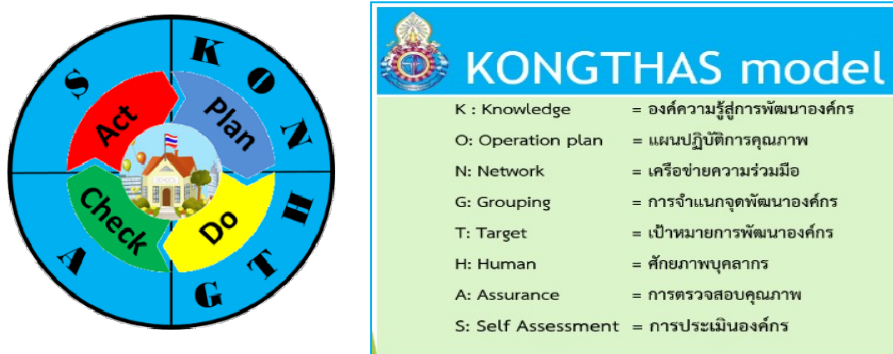 S
K
O
N
H
T
G
A
Act
Plan
Do
Check
KONGTHAS model
K : Knowledge = องค์ความรู้สู่การพัฒนาองค์กร
O: Operation plan = แผนปฏิบัติการคุณภาพ
N: Network = เครือข่ายความร่วมมือ
G: Grouping = การจำแนกจุดพัฒนาองค์กร
T: Target = เป้าหมายการพัฒนาองค์กร
H: Human = ศักยภาพบุคลากร
A: Assurance = การตรวจสอบคุณภาพ
S: Self Assessment = การประเมินองค์กร